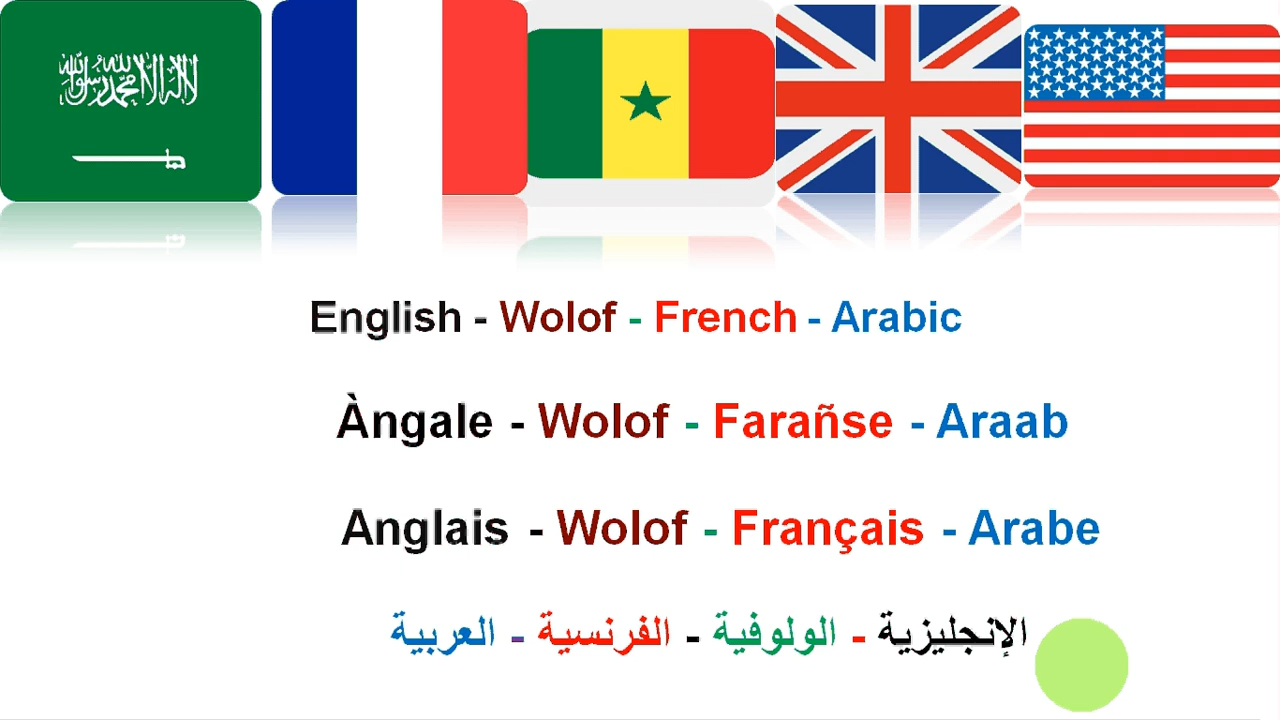 لا إله إلا الله محمد رسول الله
English - Wolof - French - Arabic
Àngale - Wolof - Farañse - Araab
Anglais - Wolof - Français - Arabe
الإنجليزية - الولوفية - الفرنسية - العربية